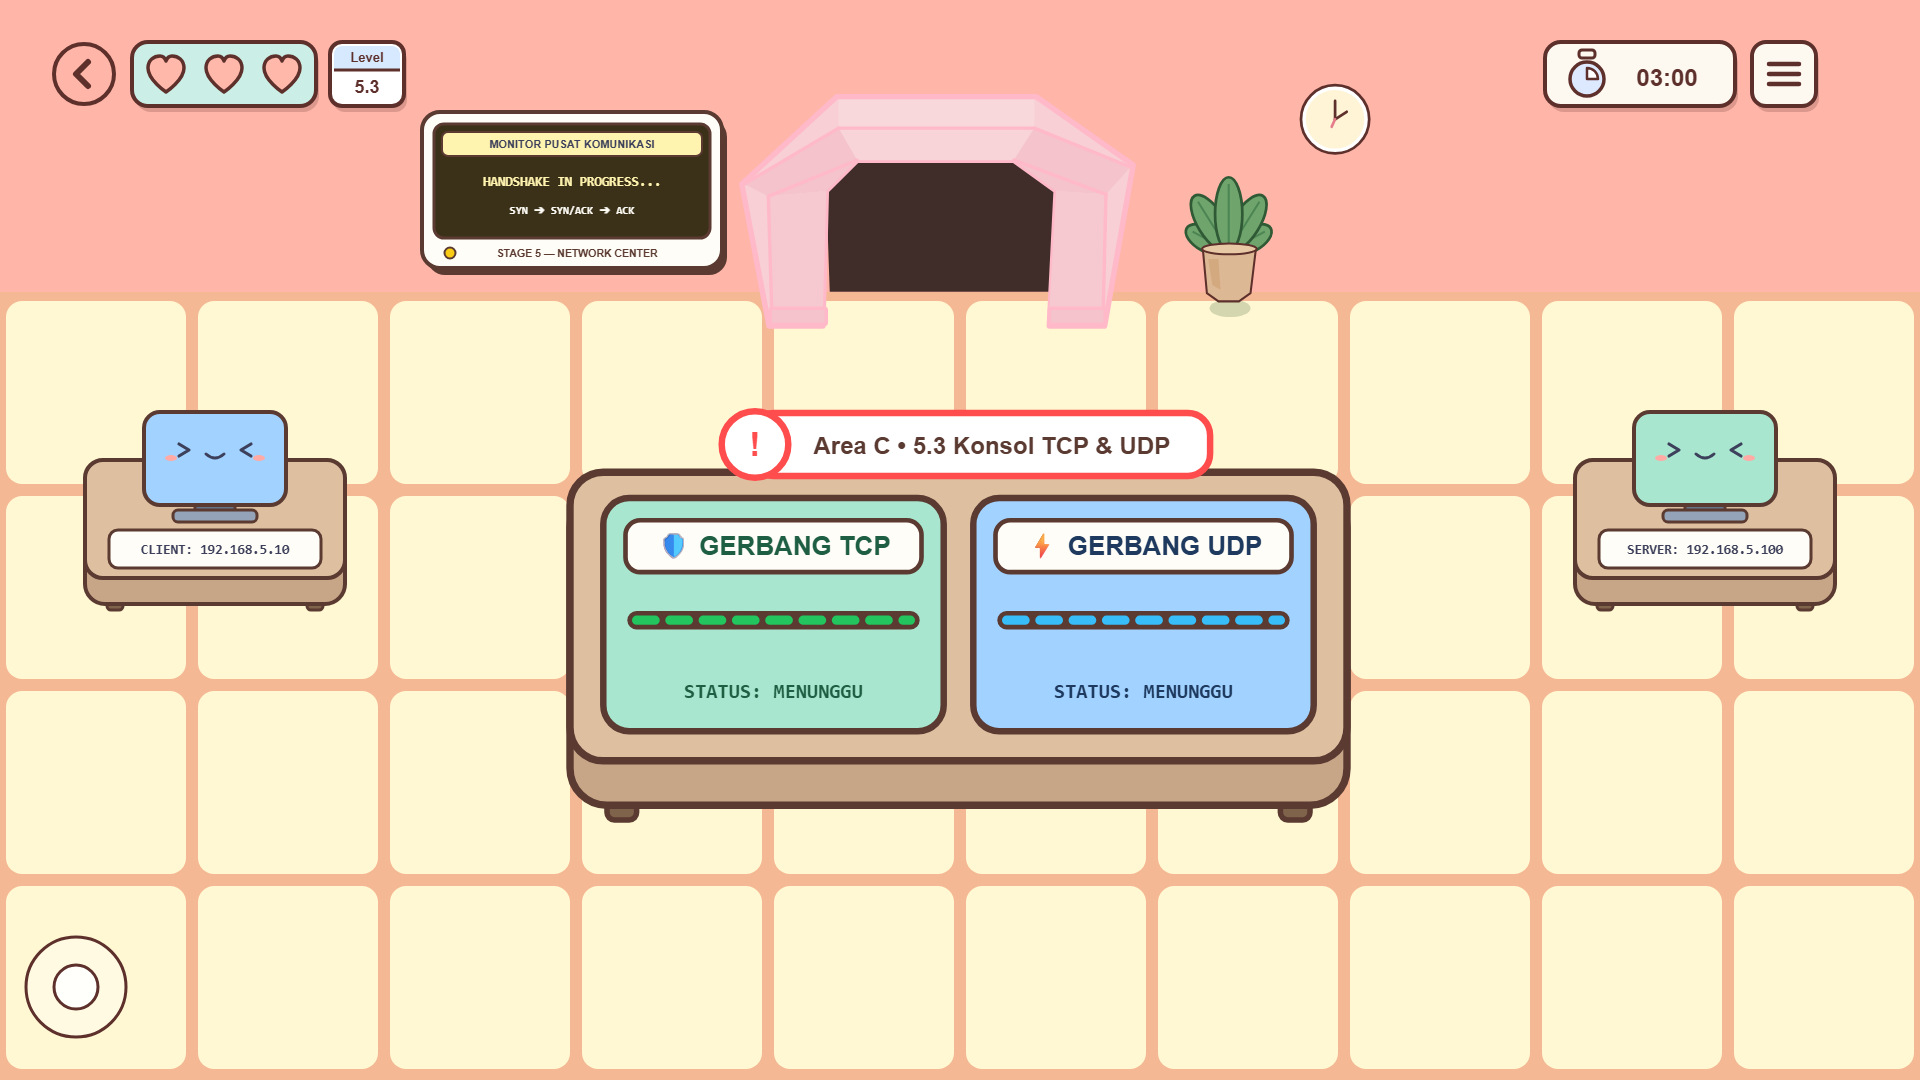 Level
5.3
03:00
MONITOR PUSAT KOMUNIKASI
HANDSHAKE IN PROGRESS...
SYN ➔ SYN/ACK ➔ ACK
STAGE 5 — NETWORK CENTER
! Area C • 5.3 Konsol TCP & UDP
GERBANG TCP
STATUS: MENUNGGU
GERBANG UDP
STATUS: MENUNGGU
CLIENT: 192.168.5.10
SERVER: 192.168.5.100